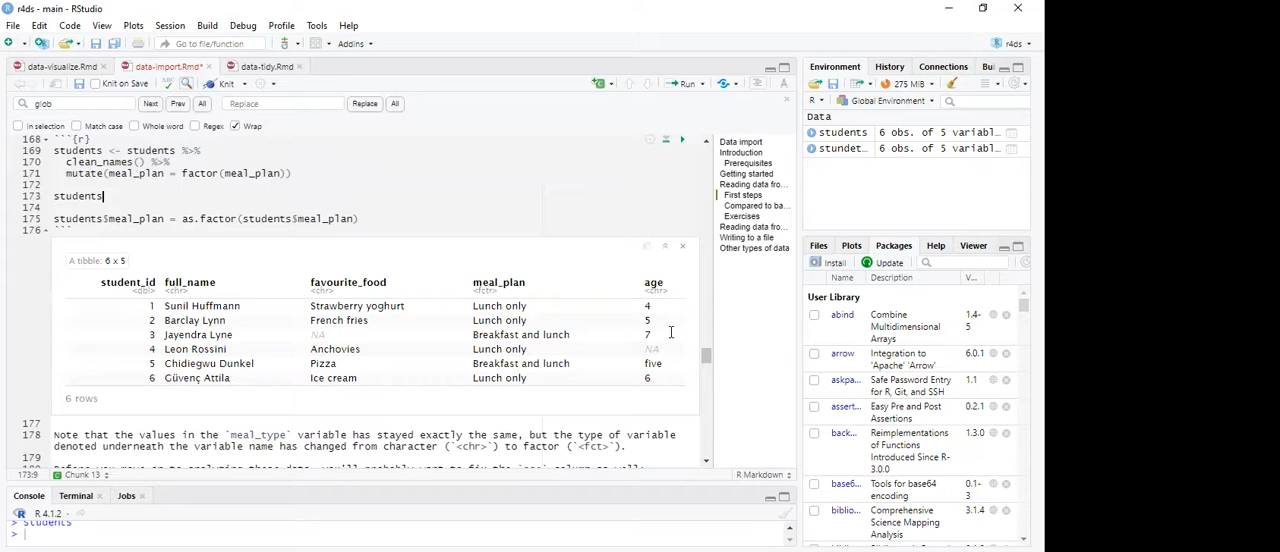 r4ds - main - RStudio
File Edit Code View Plots Session Build Debug Profile Tools Help
Go to file/function Addins r4ds
data-visualize.Rmd data-import.Rmd* data-tidy.Rmd
Knit on Save Knit Run
glob Next Prev All Replace Replace All
In selection Match case Whole word Regex Wrap
168 ```{r}
169 students <- students %>%
170 clean_names() %>%
171 mutate(meal_plan = factor(meal_plan))
172
173 students
174
175 students$meal_plan = as.factor(students$meal_plan)
176 ```
A tibble: 6 x 5
student_id full_name favourite_food meal_plan age
<dbl> <chr> <chr> <fctr> <chr>
1 Sunil Huffmann Strawberry yoghurt Lunch only 4
2 Barclay Lynn French fries Lunch only 5
3 Jayendra Lyne NA Breakfast and lunch 7
4 Leon Rossini Anchovies Lunch only NA
5 Chidiegwu Dunkel Pizza Breakfast and lunch five
6 Güvenç Attila Ice cream Lunch only 6
6 rows
177
178 Note that the values in the `meal_type` variable has stayed exactly the same, but the type of variable
denoted underneath the variable name has changed from character (`<chr>`) to factor (`<fct>`).
179
173:9 Chunk 13 R Markdown
Data import
Introduction
Prerequisites
Getting started
Reading data fro...
First steps
Compared to ba...
Exercises
Reading data fro...
Writing to a file
Other types of data
Console Terminal Jobs
R 4.1.2 · ~/
> Students
>
Environment History Connections Bu
275 MiB
R Global Environment
Data
students 6 obs. of 5 variabl...
stundet... 6 obs. of 5 variabl...
Files Plots Packages Help Viewer
Install Update
Name Description V...
User Library
abind Combine Multidimensional Arrays 1.4-5
arrow Integration to 'Apache' 'Arrow' 6.0.1
askpa... Safe Password Entry for R, Git, and SSH 1.1
assert... Easy Pre and Post Assertions 0.2.1
back... Reimplementations of Functions Introduced Since R-3.0.0 1.3.0
base6... Tools for base64 encoding 0.1-3
biblio... Comprehensive Science Mapping Analysis 3.1.4